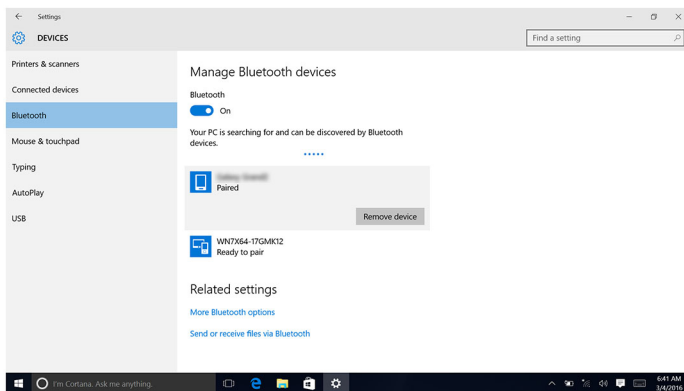 Settings
DEVICES
Find a setting
Printers & scanners
Connected devices
Bluetooth
Mouse & touchpad
Typing
AutoPlay
USB
Manage Bluetooth devices
Bluetooth
On
Your PC is searching for and can be discovered by Bluetooth
devices.
Paired
Remove device
WN7X64-17GMK12
Ready to pair
Related settings
More Bluetooth options
Send or receive files via Bluetooth
I'm Cortana. Ask me anything.
6:41 AM
3/4/2016